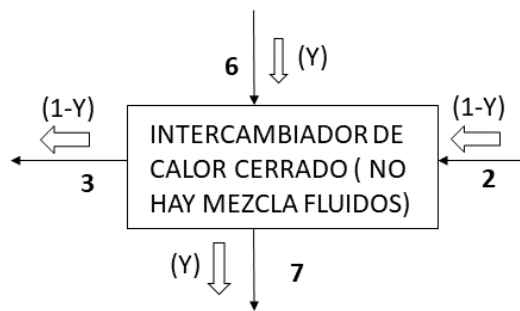 6
(Y)
(1-Y)
(1-Y)
INTERCAMBIADOR DE
CALOR CERRADO ( NO
HAY MEZCLA FLUIDOS)
3
2
(Y)
7